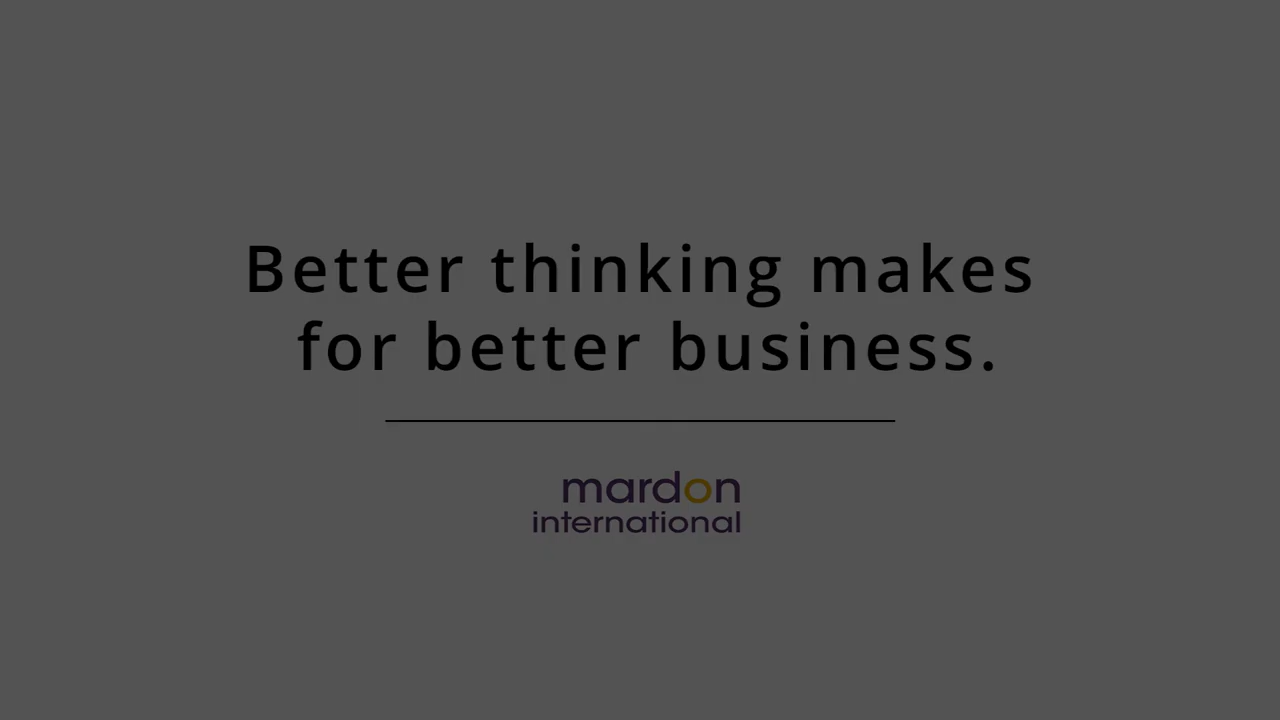 Better thinking makes
for better business.
mardon
international